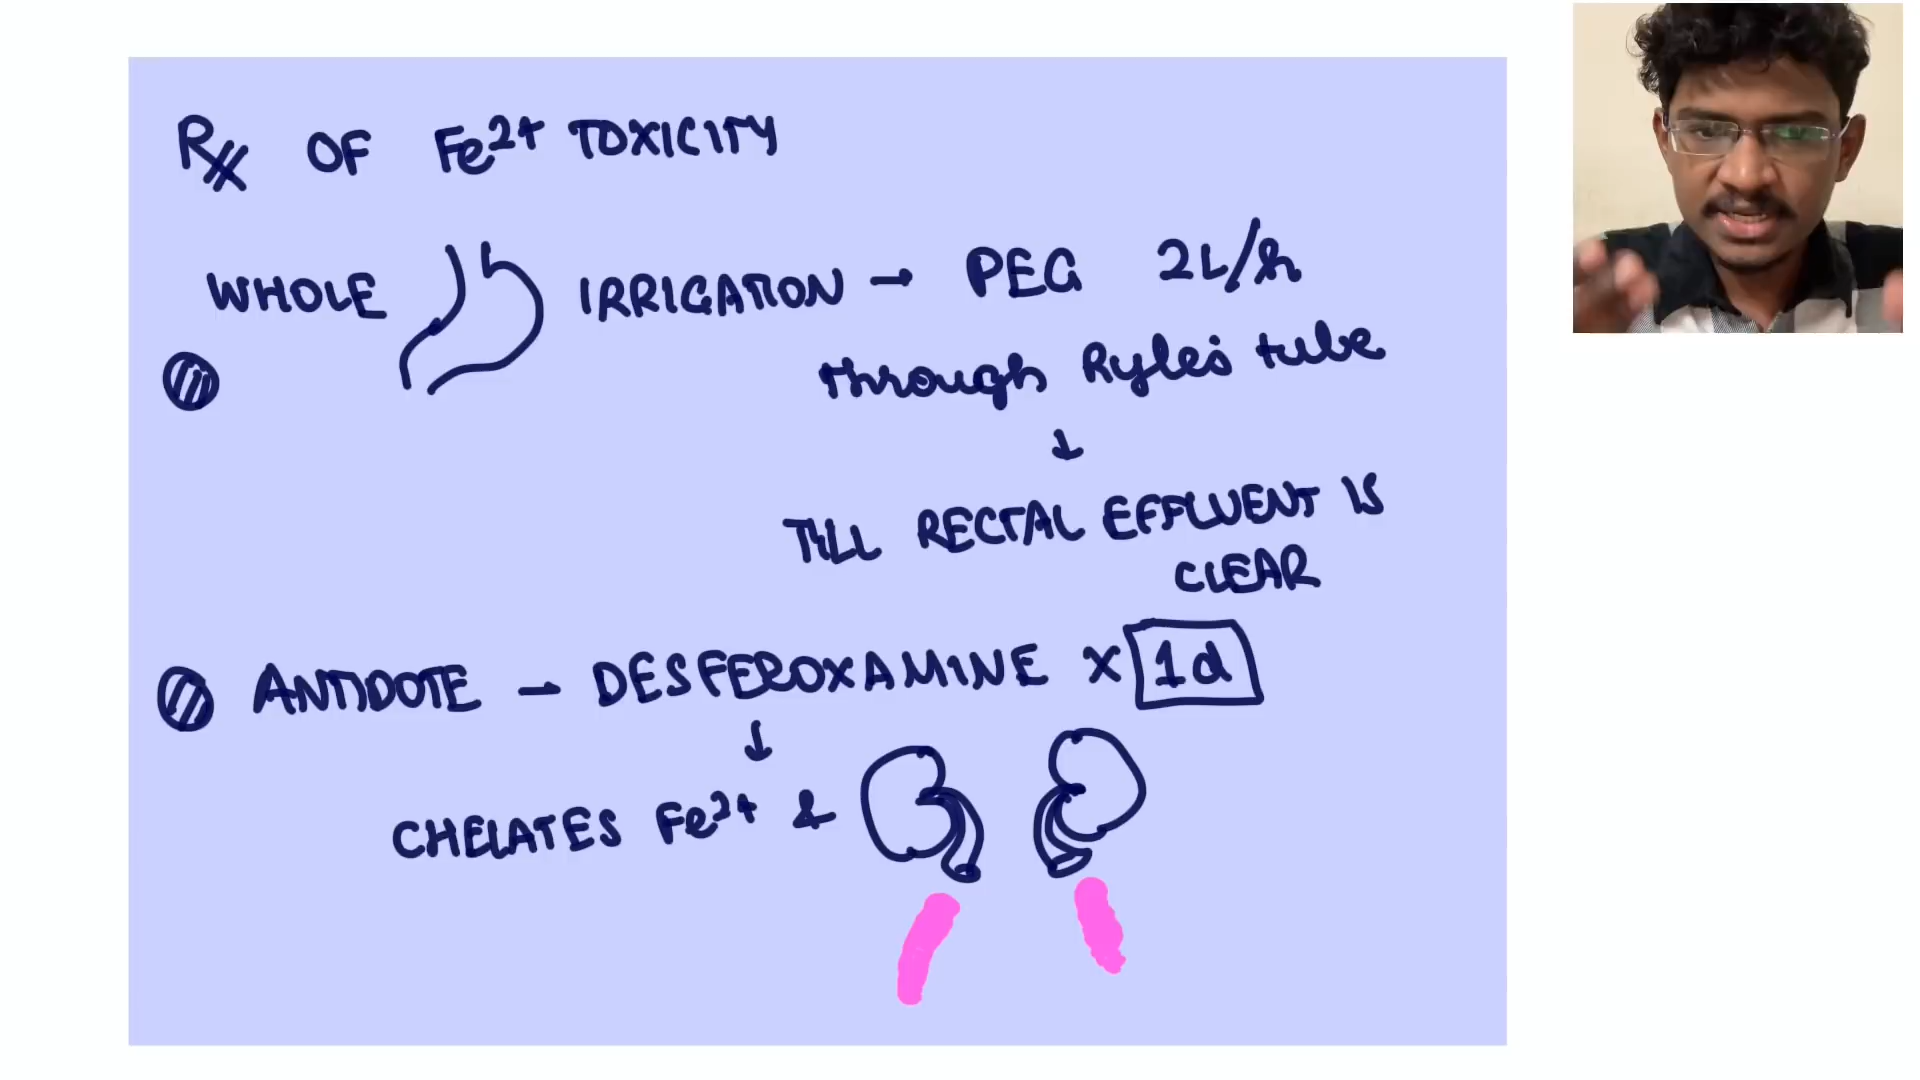 Rx OF Fe2+ TOXICITY
WHOLE IRRIGATION → PEG 2L/h
through Ryles tube
↓
TILL RECTAL EFFLUENT IS
CLEAR
ANTIDOTE - DESFEROXAMINE x 1d
↓
CHELATES Fe2+ &